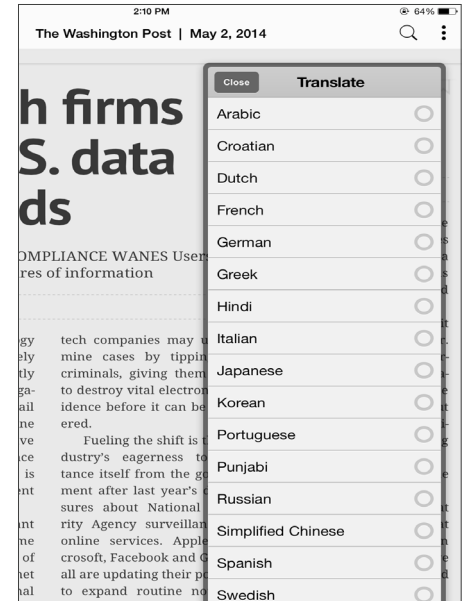 2:10 PM 64%
The Washington Post | May 2, 2014
Close Translate
h firms
S. data
ds
OMPLIANCE WANES Users
res of information
Arabic
Croatian
Dutch
French
German
Greek
Hindi
Italian
Japanese
Korean
Portuguese
Punjabi
Russian
Simplified Chinese
Spanish
Swedish
gy
ely
tly
ga-
ail
ne
ve
ce
is
ent
ant
me
of
net
nal
tech companies may u
mine cases by tippin
criminals, giving them
to destroy vital electron
idence before it can be
ered.
Fueling the shift is t
dustry's eagerness to
tance itself from the go
ment after last year's d
sures about National
rity Agency surveillan
online services. Apple
crosoft, Facebook and G
all are updating their po
to expand routine no